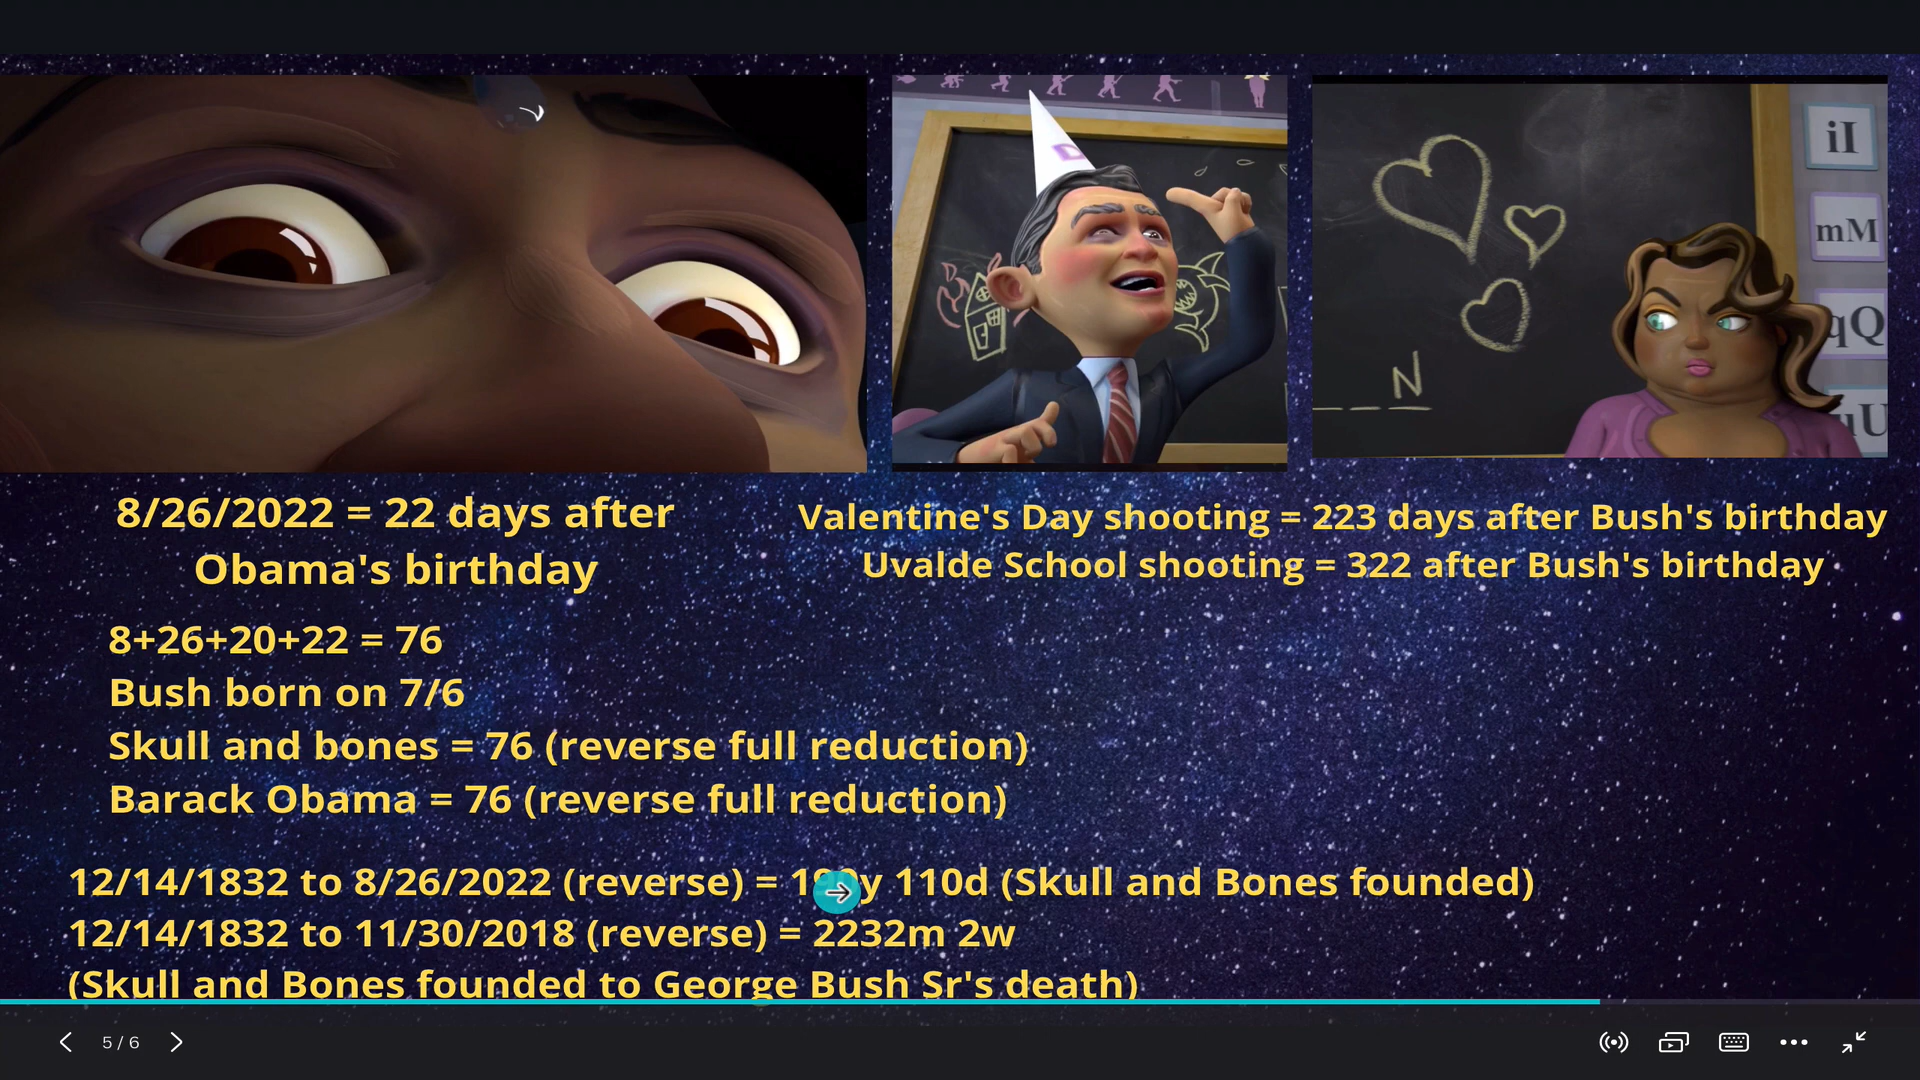 D
iI
mM
qQ
uU
N
8/26/2022 = 22 days after
Obama's birthday
Valentine's Day shooting = 223 days after Bush's birthday
Uvalde School shooting = 322 after Bush's birthday
8+26+20+22 = 76
Bush born on 7/6
Skull and bones = 76 (reverse full reduction)
Barack Obama = 76 (reverse full reduction)
12/14/1832 to 8/26/2022 (reverse) = 110d (Skull and Bones founded)
12/14/1832 to 11/30/2018 (reverse) = 2232m 2w
(Skull and Bones founded to George Bush Sr's death)
5 / 6